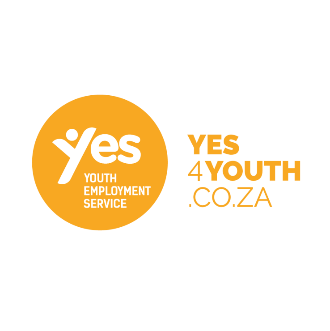 yes
YOUTH
EMPLOYMENT
SERVICE
YES
4YOUTH
.CO.ZA